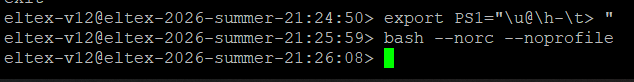 exit
eltex-v12@eltex-2026-summer-21:24:50> export PS1="\u@\h-\t> "
eltex-v12@eltex-2026-summer-21:25:59> bash --norc --noprofile
eltex-v12@eltex-2026-summer-21:26:08>